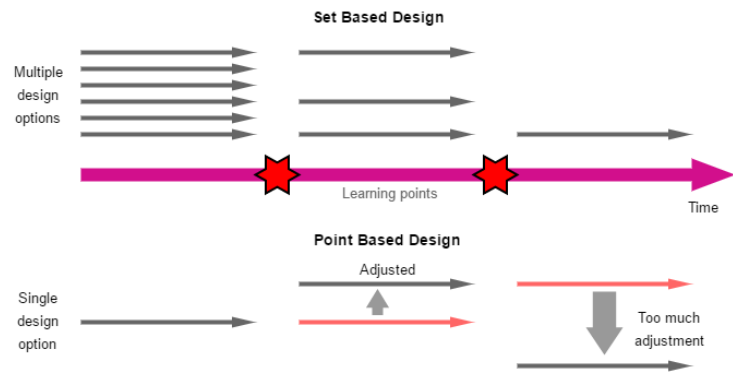 Set Based Design
Multiple
design
options
Learning points
Time
Point Based Design
Adjusted
Single
design
option
Too much
adjustment